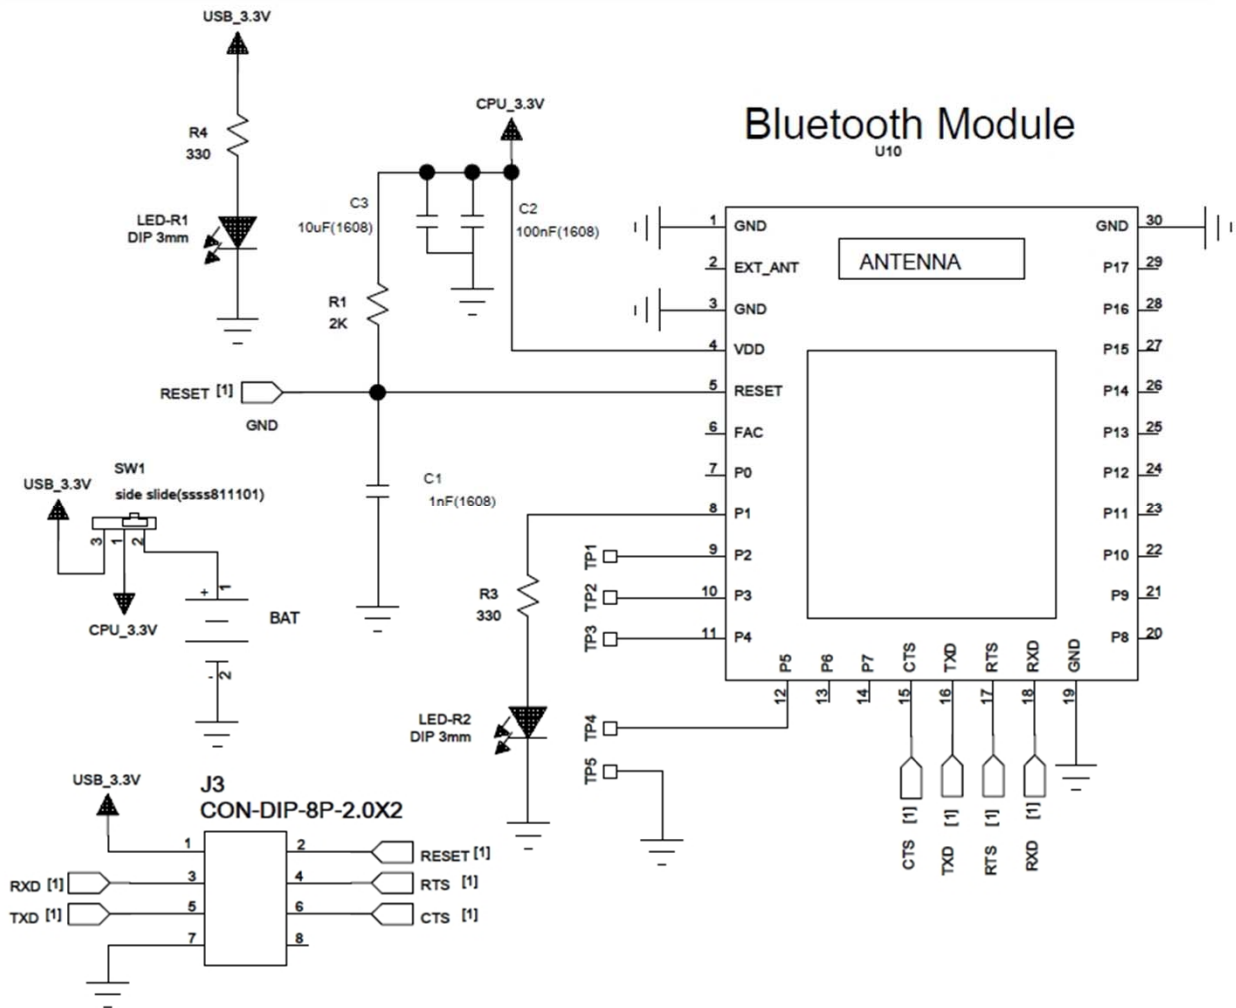 USB_3.3V
R4
330
LED-R1
DIP 3mm
CPU_3.3V
C3
10uF(1608)
C2
100nF(1608)
R1
2K
RESET [1]
GND
C1
1nF(1608)
SW1
side slide(ssss811101)
USB_3.3V
3
1
2
CPU_3.3V
+
1
BAT
-
2
R3
330
LED-R2
DIP 3mm
TP1
TP2
TP3
TP4
TP5
Bluetooth Module
U10
ANTENNA
1 GND
2 EXT_ANT
3 GND
4 VDD
5 RESET
6 FAC
7 P0
8 P1
9 P2
10 P3
11 P4
P5 12
P6 13
P7 14
CTS 15
TXD 16
RTS 17
RXD 18
GND 19
GND 30
P17 29
P16 28
P15 27
P14 26
P13 25
P12 24
P11 23
P10 22
P9 21
P8 20
CTS [1]
TXD [1]
RTS [1]
RXD [1]
USB_3.3V
J3
CON-DIP-8P-2.0X2
1
2
RESET [1]
RXD [1]
3
4
RTS [1]
TXD [1]
5
6
CTS [1]
7
8